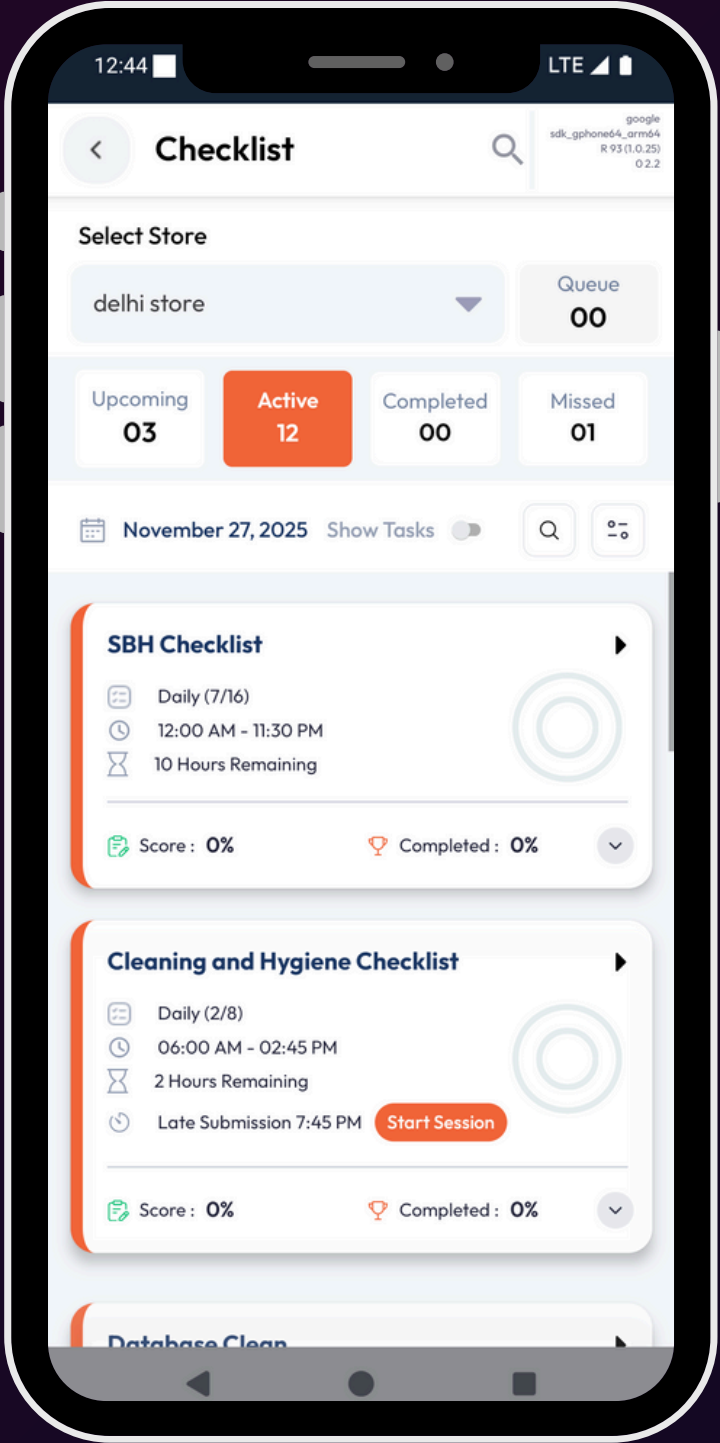 12:44
LTE
Checklist
google
sdk_gphone64_arm64
R 93 (1.0.25)
O 2.2
Select Store
delhi store
Queue
00
Upcoming
03
Active
12
Completed
00
Missed
01
November 27, 2025
Show Tasks
SBH Checklist
Daily (7/16)
12:00 AM - 11:30 PM
10 Hours Remaining
Score : 0%
Completed : 0%
Cleaning and Hygiene Checklist
Daily (2/8)
06:00 AM - 02:45 PM
2 Hours Remaining
Late Submission 7:45 PM
Start Session
Score : 0%
Completed : 0%
Database Clean